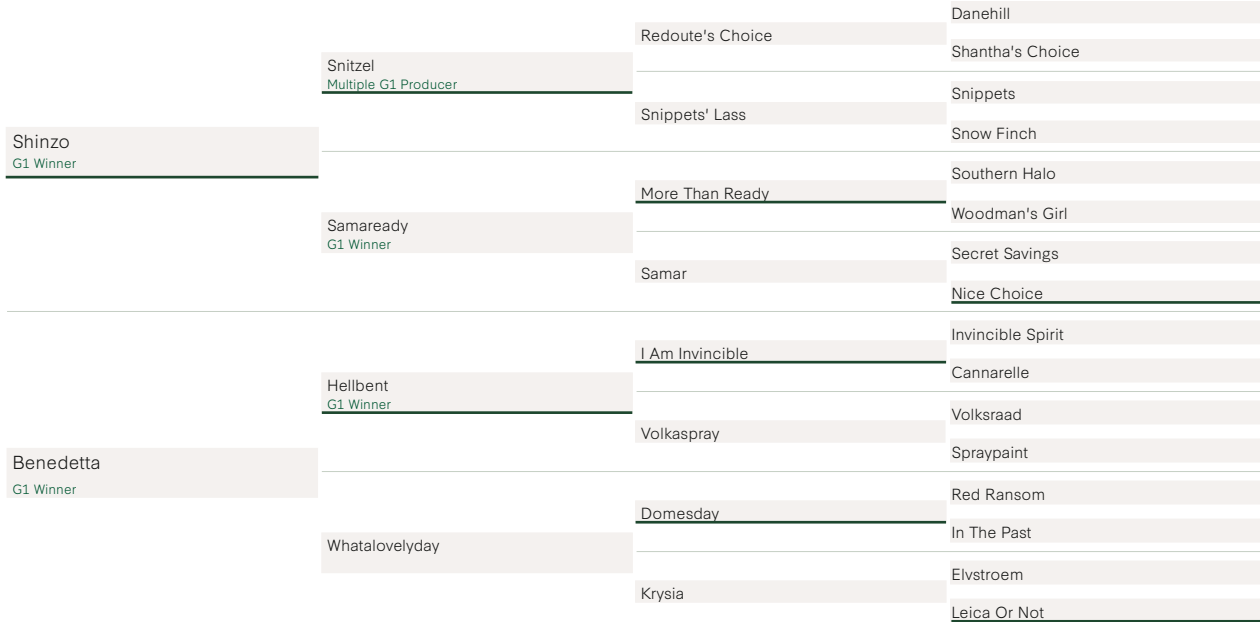 Shinzo
G1 Winner
Benedetta
G1 Winner
Snitzel
Multiple G1 Producer
Samaready
G1 Winner
Hellbent
G1 Winner
Whatalovelyday
Redoute's Choice
Snippets' Lass
More Than Ready
Samar
I Am Invincible
Volkaspray
Domesday
Krysia
Danehill
Shantha's Choice
Snippets
Snow Finch
Southern Halo
Woodman's Girl
Secret Savings
Nice Choice
Invincible Spirit
Cannarelle
Volksraad
Spraypaint
Red Ransom
In The Past
Elvstroem
Leica Or Not